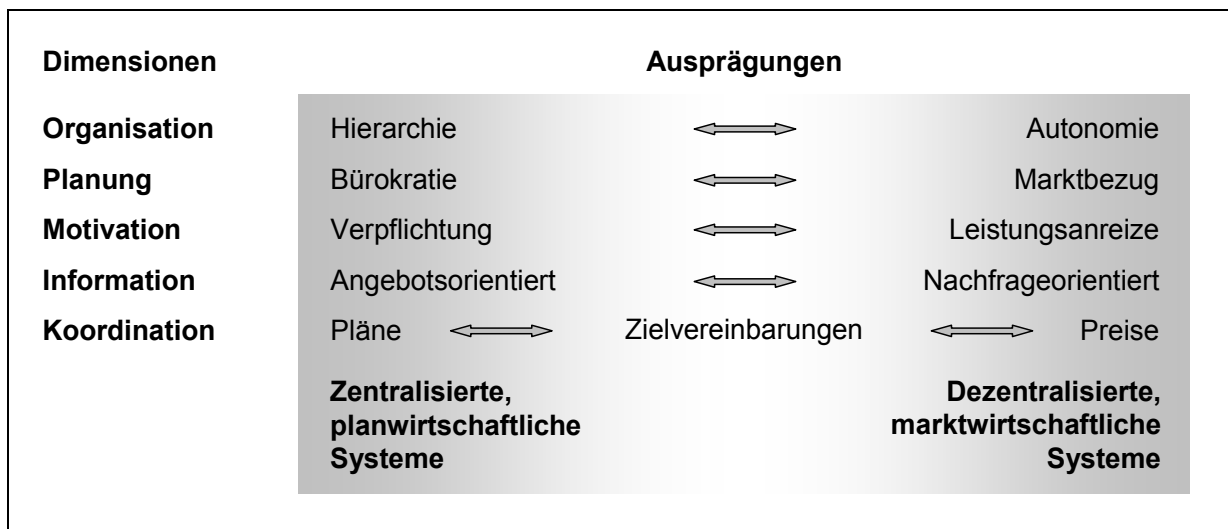 Dimensionen Ausprägungen
Organisation Hierarchie Autonomie
Planung Bürokratie Marktbezug
Motivation Verpflichtung Leistungsanreize
Information Angebotsorientiert Nachfrageorientiert
Koordination Pläne Zielvereinbarungen Preise
Zentralisierte,
planwirtschaftliche
Systeme
Dezentralisierte,
marktwirtschaftliche
Systeme